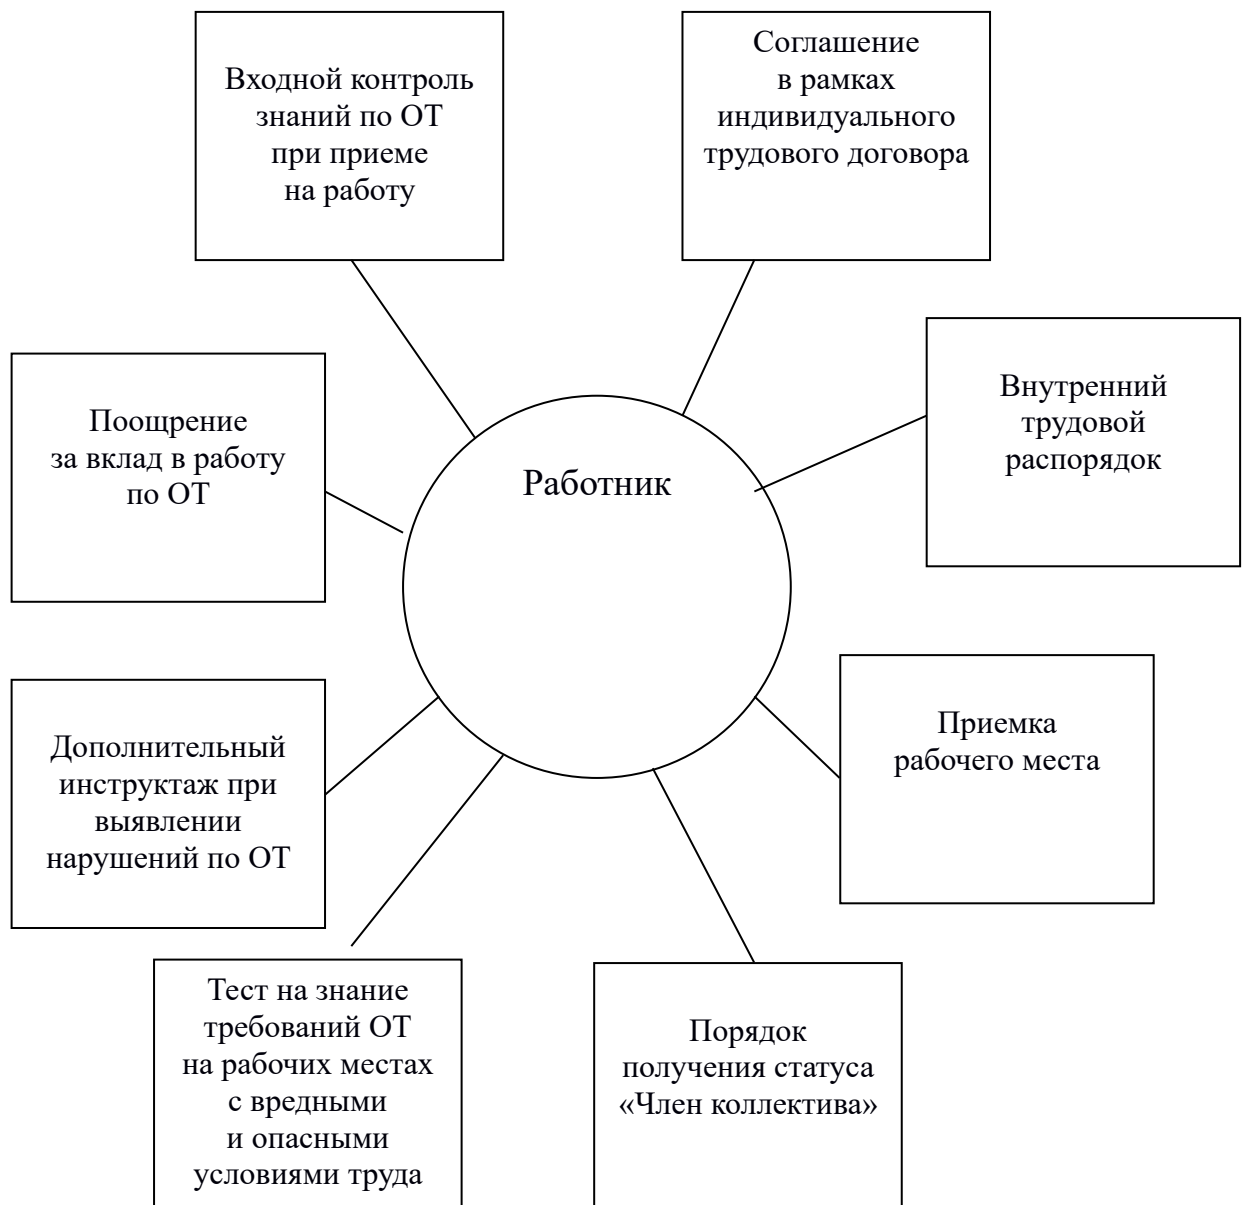 Входной контроль
знаний по ОТ
при приеме
на работу
Соглашение
в рамках
индивидуального
трудового договора
Внутренний
трудовой
распорядок
Поощрение
за вклад в работу
по ОТ
Работник
Дополнительный
инструктаж при
выявлении
нарушений по ОТ
Приемка
рабочего места
Тест на знание
требований ОТ
на рабочих местах
с вредными
и опасными
условиями труда
Порядок
получения статуса
«Член коллектива»